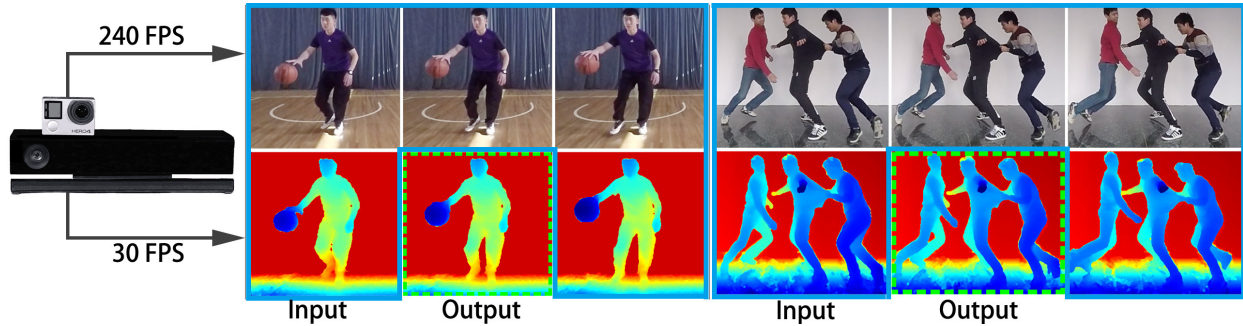 240 FPS
HERO4
30 FPS
Input
Output
Input
Output